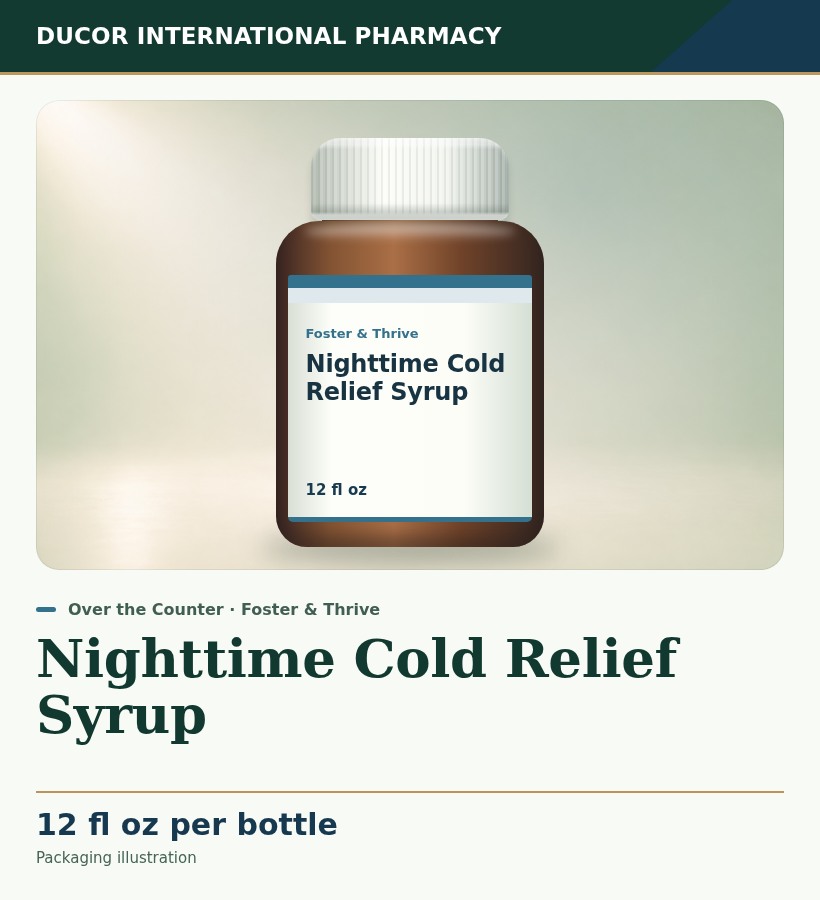 DUCOR INTERNATIONAL PHARMACY
Foster & Thrive
Nighttime Cold
Relief Syrup
12 fl oz
Over the Counter · Foster & Thrive
Nighttime Cold Relief
Syrup
12 fl oz per bottle
Packaging illustration